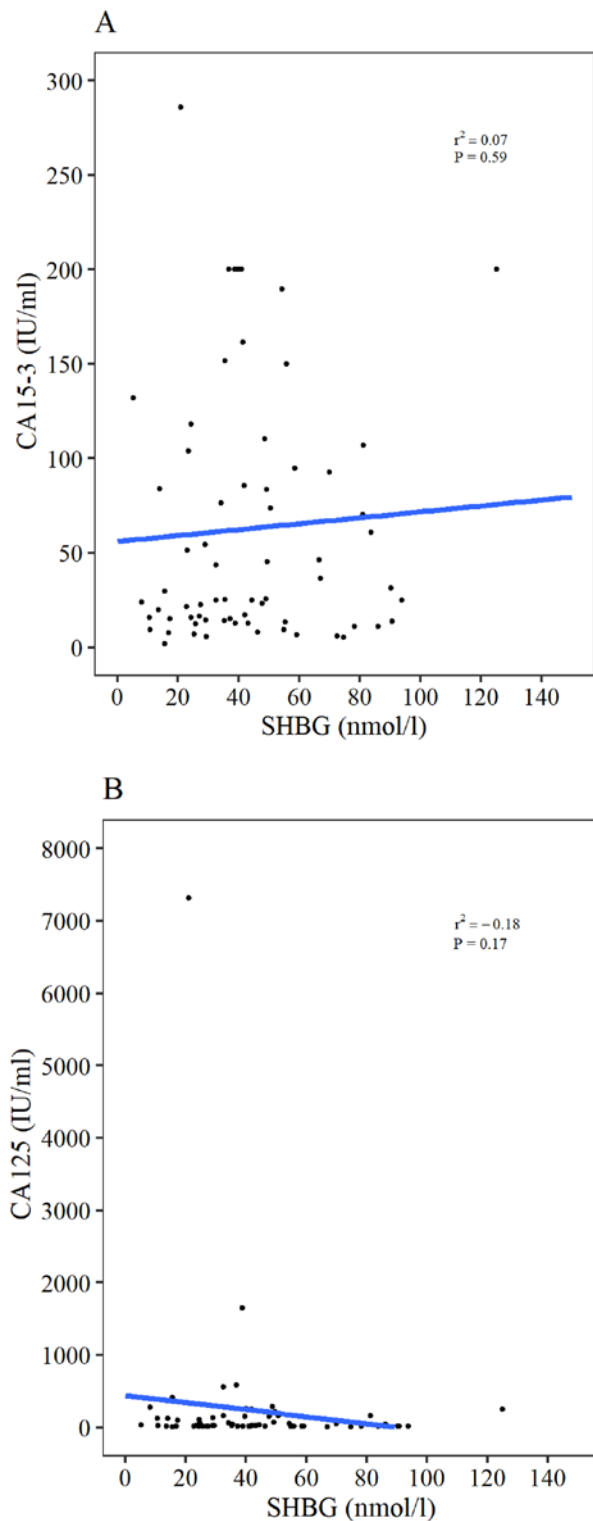 A
300
r² = 0.07
P = 0.59
250
200
150
100
50
0
CA15-3 (IU/ml)
0 20 40 60 80 100 120 140
SHBG (nmol/l)
B
8000
7000
r² = – 0.18
P = 0.17
6000
5000
4000
3000
2000
1000
0
CA125 (IU/ml)
0 20 40 60 80 100 120 140
SHBG (nmol/l)